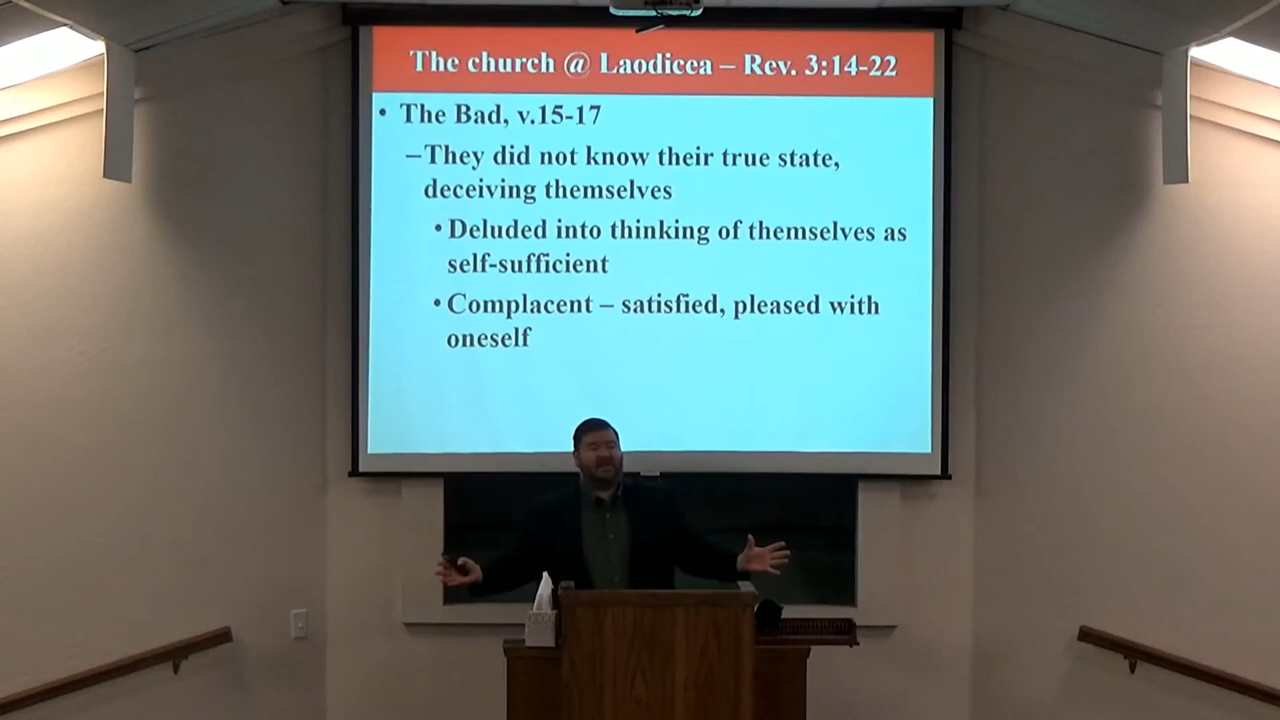 The church @ Laodicea – Rev. 3:14-22
• The Bad, v.15-17
–They did not know their true state,
deceiving themselves
• Deluded into thinking of themselves as
self-sufficient
• Complacent – satisfied, pleased with
oneself